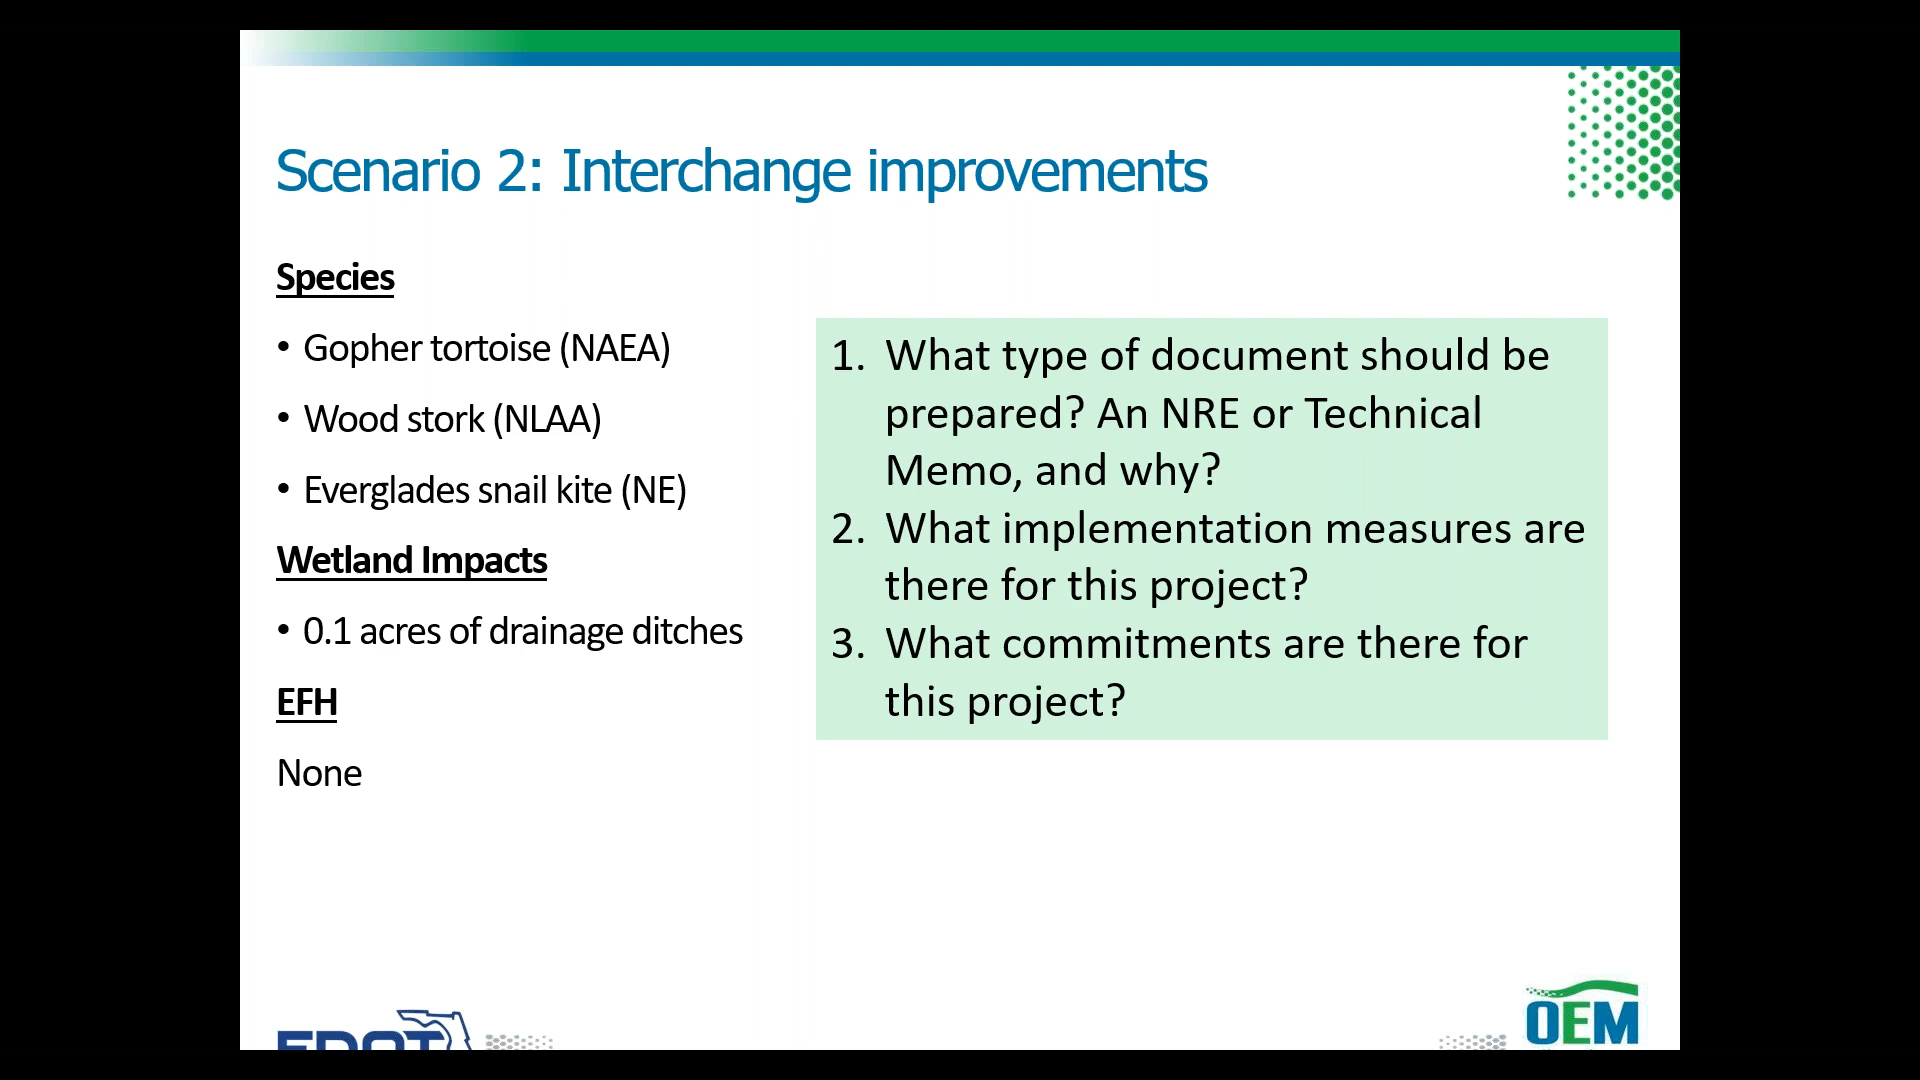 Scenario 2: Interchange improvements
Species
• Gopher tortoise (NAEA)
• Wood stork (NLAA)
• Everglades snail kite (NE)
Wetland Impacts
• 0.1 acres of drainage ditches
EFH
None
1. What type of document should be
prepared? An NRE or Technical
Memo, and why?
2. What implementation measures are
there for this project?
3. What commitments are there for
this project?
FDOT
OEM